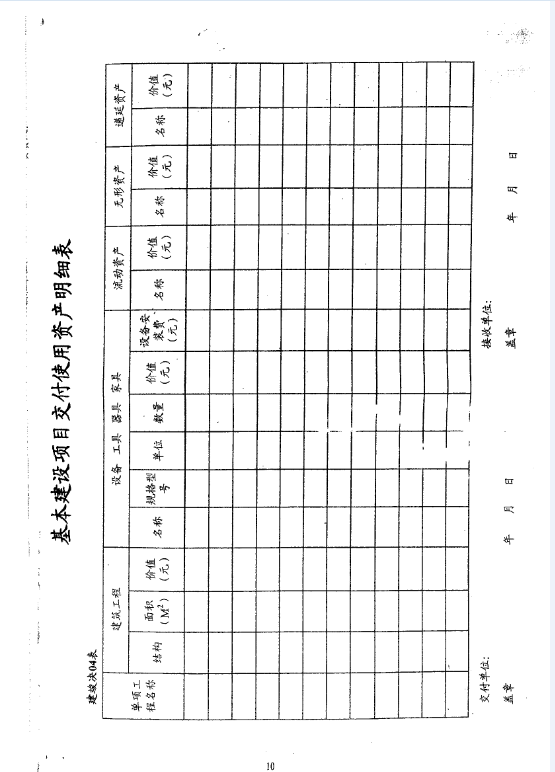 基本建设项目交付使用资产明细表
建竣决04表
单项工程名称
建筑工程
设备 工具 器具 家具
流动资产
无形资产
递延资产
结构
面积（M²）
价值（元）
名称
规格型号
单位
数量
价值（元）
设备安装费（元）
名称
价值（元）
名称
价值（元）
名称
价值（元）
交付单位：
接收单位：
盖章
年 月 日
盖章
年 月 日
10